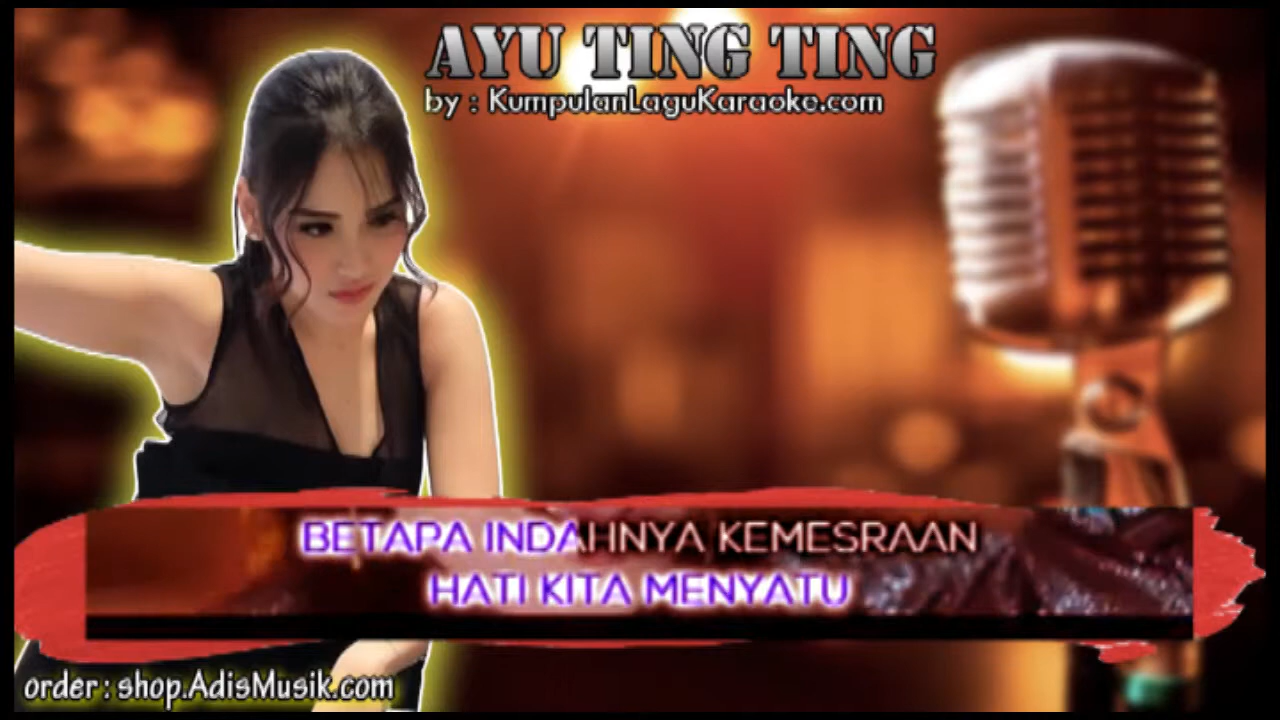 AYU TING TING
by : KumpulanLaguKaraoke.com
BETAPA INDAHNYA KEMESRAAN
HATI KITA MENYATU
order : shop.AdisMusik.com